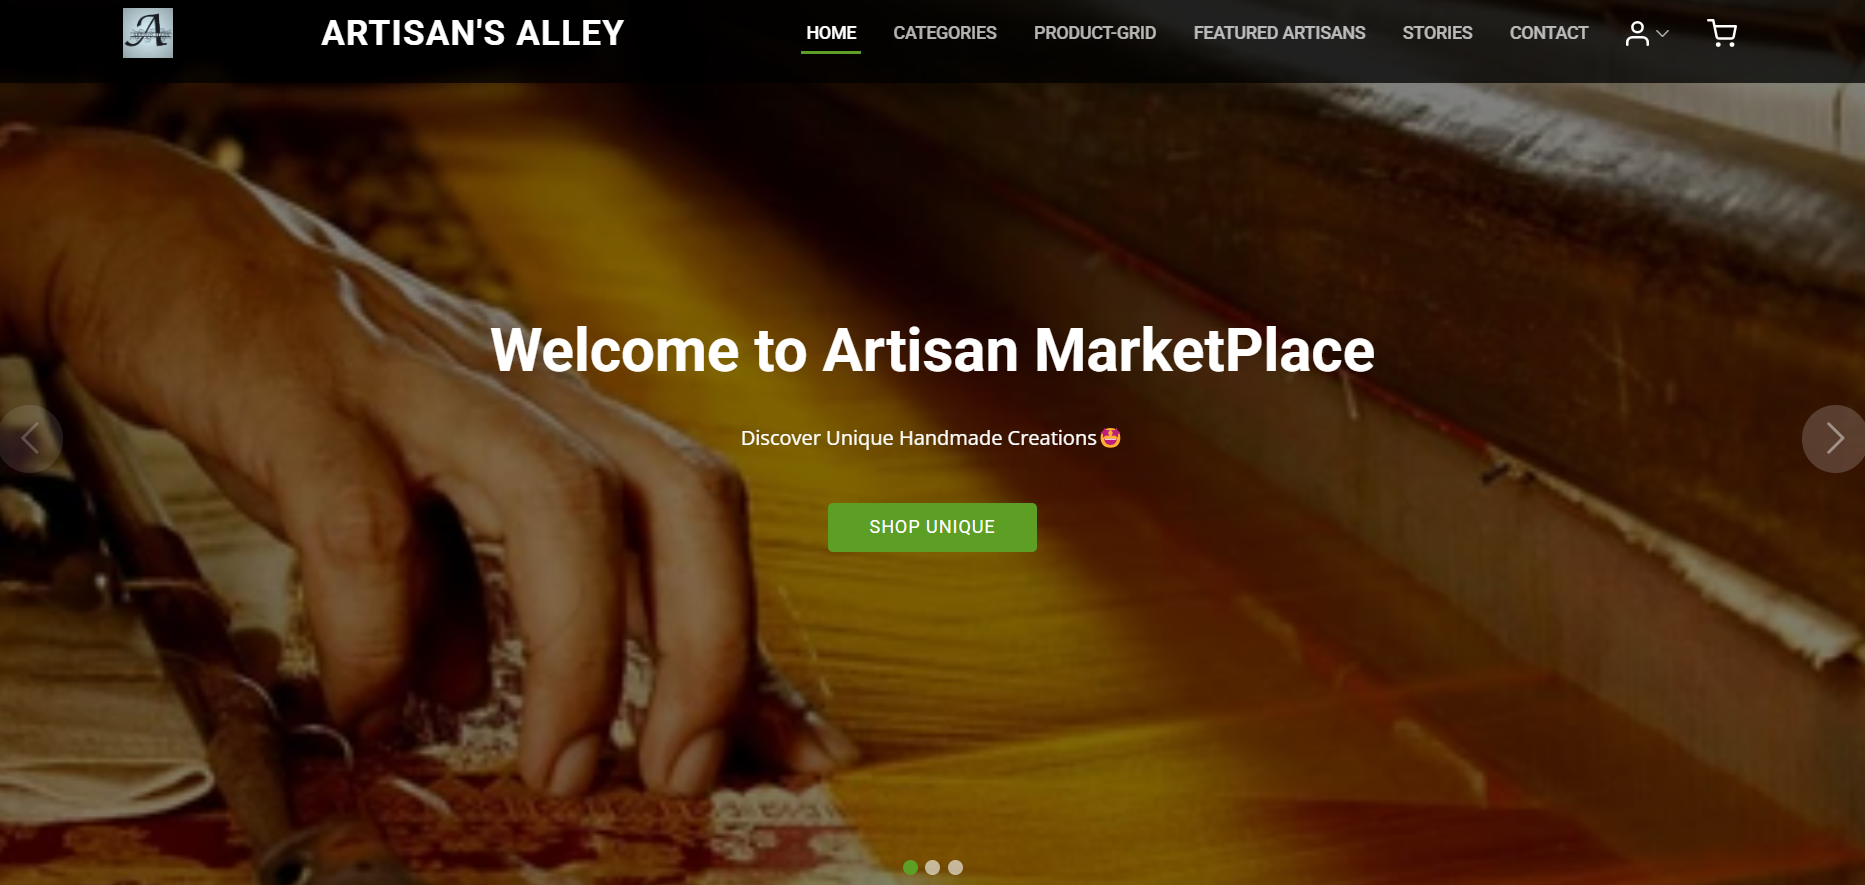 ARTISAN'S ALLEY
HOME CATEGORIES PRODUCT-GRID FEATURED ARTISANS STORIES CONTACT
Welcome to Artisan MarketPlace
Discover Unique Handmade Creations🤩
SHOP UNIQUE